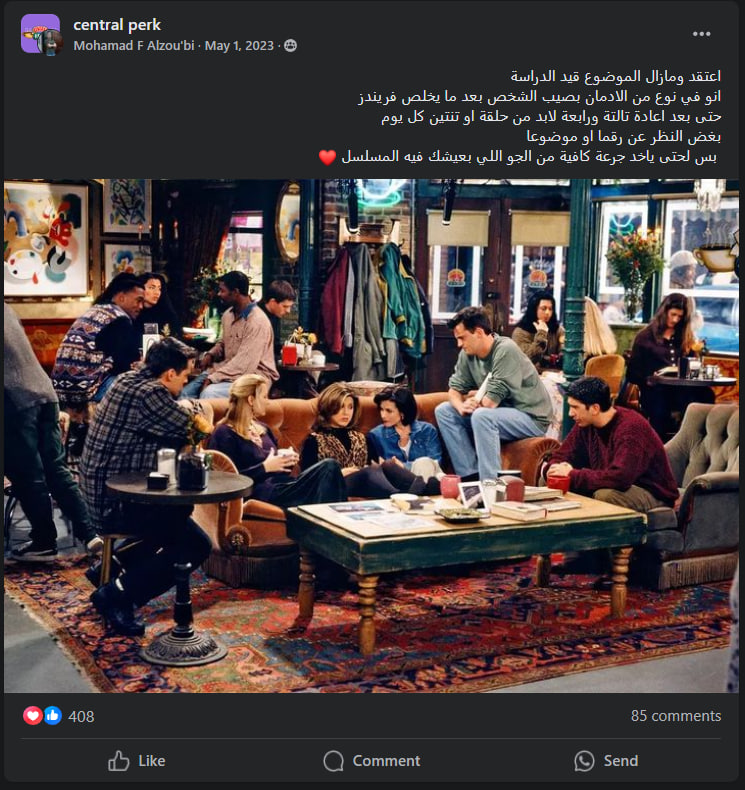 central perk
Mohamad F Alzou'bi · May 1, 2023 ·
اعتقد ومازال الموضوع قيد الدراسة
انو في نوع من الادمان بصيب الشخص بعد ما يخلص فريندز
حتى بعد اعادة تالتة ورابعة لابد من حلقة او تنتين كل يوم
بغض النظر عن رقما او موضوعا
بس لحتى ياخد جرعة كافية من الجو اللي بعيشك فيه المسلسل ❤️
408
85 comments
Like
Comment
Send